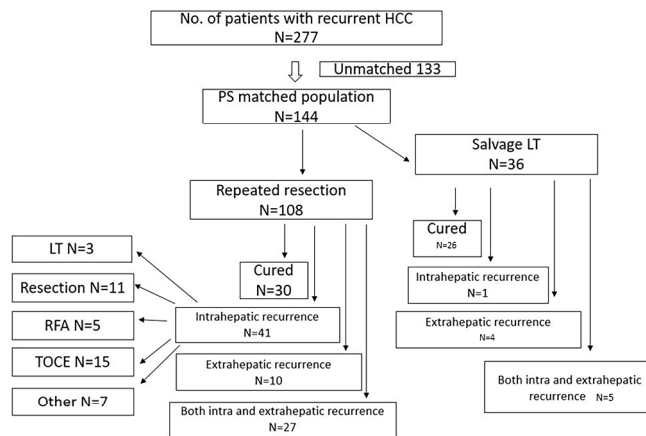 No. of patients with recurrent HCC
N=277
Unmatched 133
PS matched population
N=144
Salvage LT
N=36
Repeated resection
N=108
Cured
N=26
LT N=3
Cured
N=30
Intrahepatic recurrence
N=1
Resection N=11
Intrahepatic recurrence
N=41
Extrahepatic recurrence
N=4
RFA N=5
TOCE N=15
Extrahepatic recurrence
N=10
Both intra and extrahepatic
recurrence N=5
Other N=7
Both intra and extrahepatic recurrence
N=27